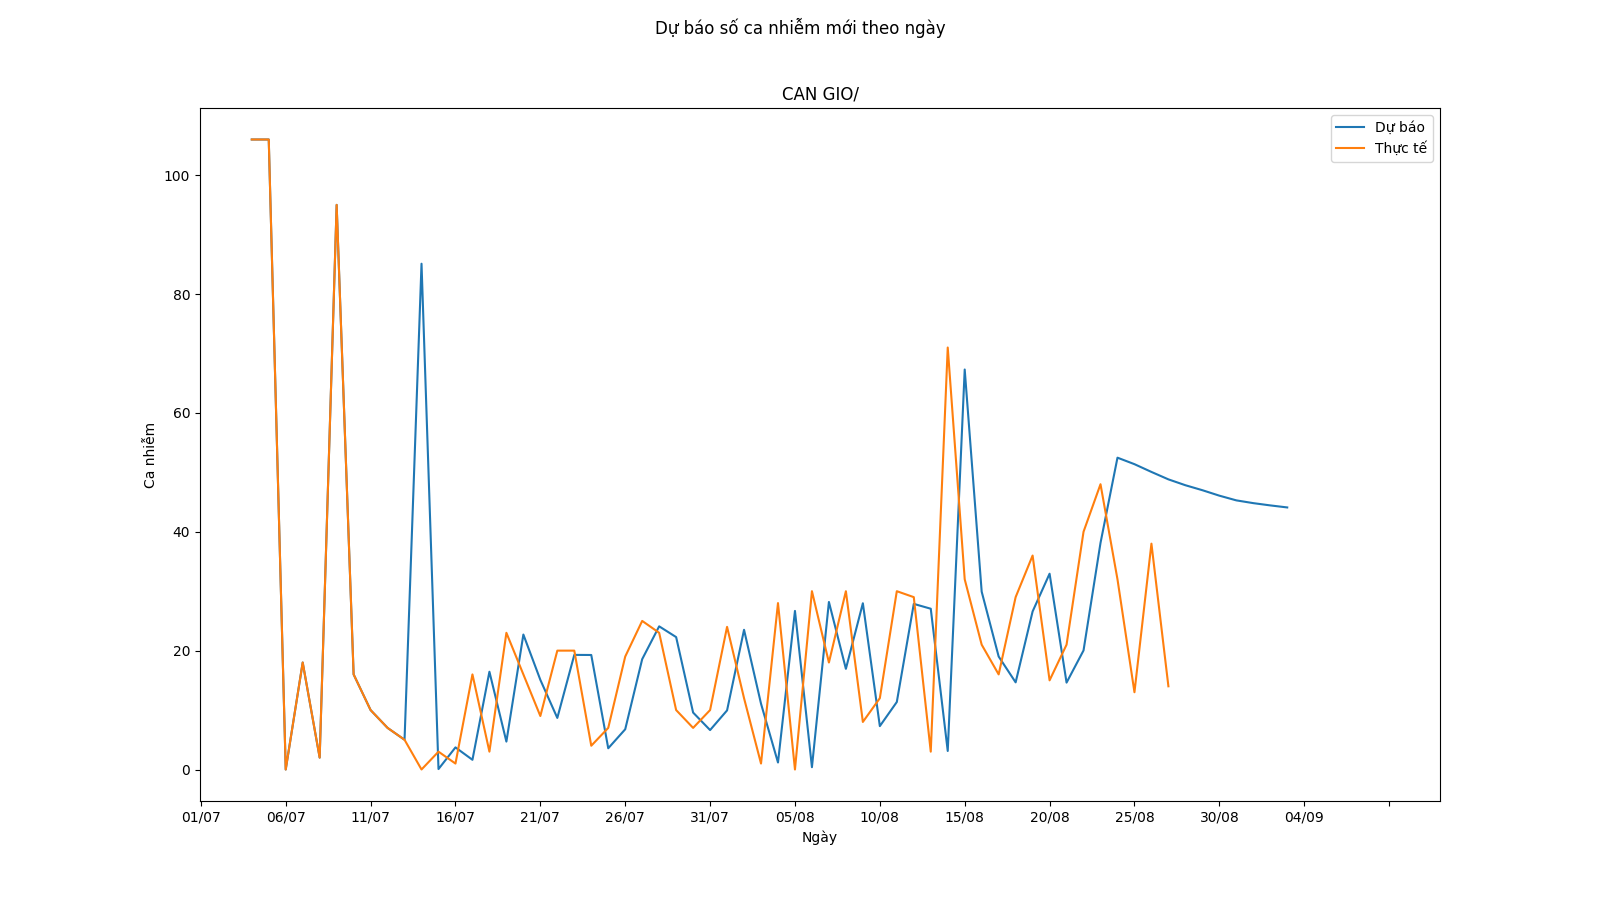 Dự báo số ca nhiễm mới theo ngày
CAN GIO/
Dự báo
Thực tế
100
80
60
40
20
0
Ca nhiễm
01/07 06/07 11/07 16/07 21/07 26/07 31/07 05/08 10/08 15/08 20/08 25/08 30/08 04/09
Ngày